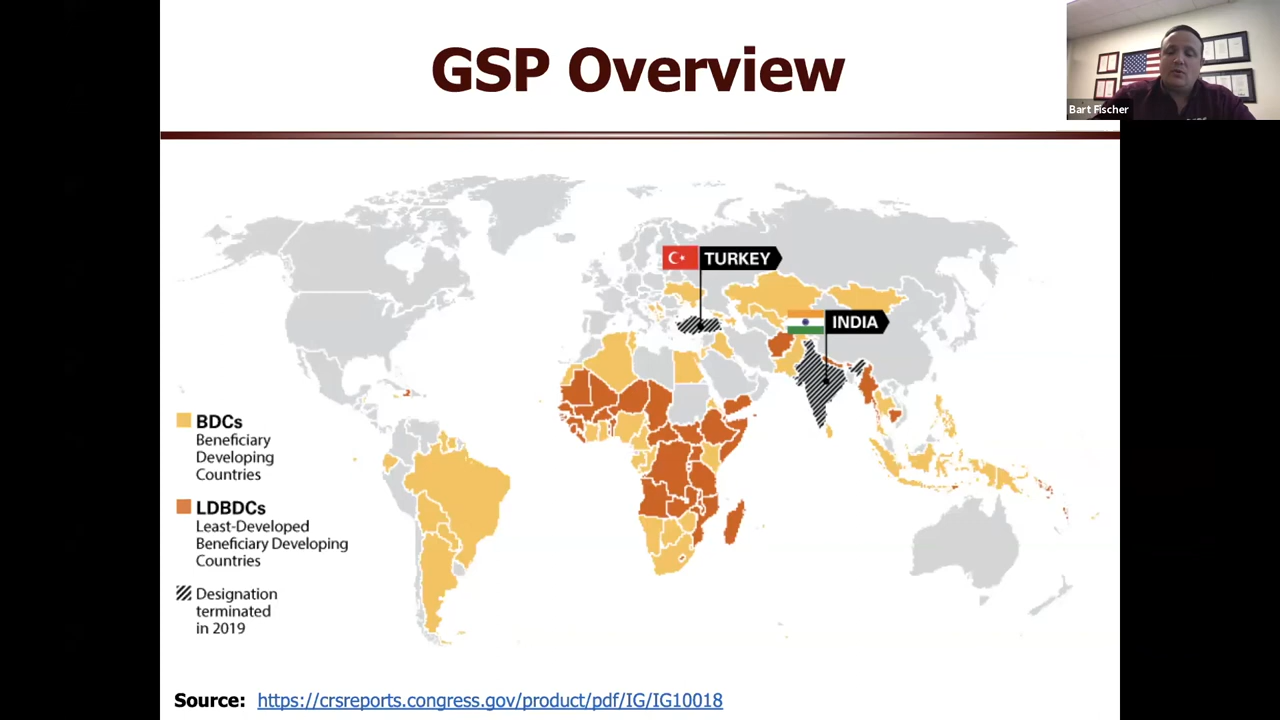 GSP Overview
Bart Fischer
TURKEY
INDIA
BDCs
Beneficiary
Developing
Countries
LDBDCs
Least-Developed
Beneficiary Developing
Countries
Designation
terminated
in 2019
Source: https://crsreports.congress.gov/product/pdf/IG/IG10018